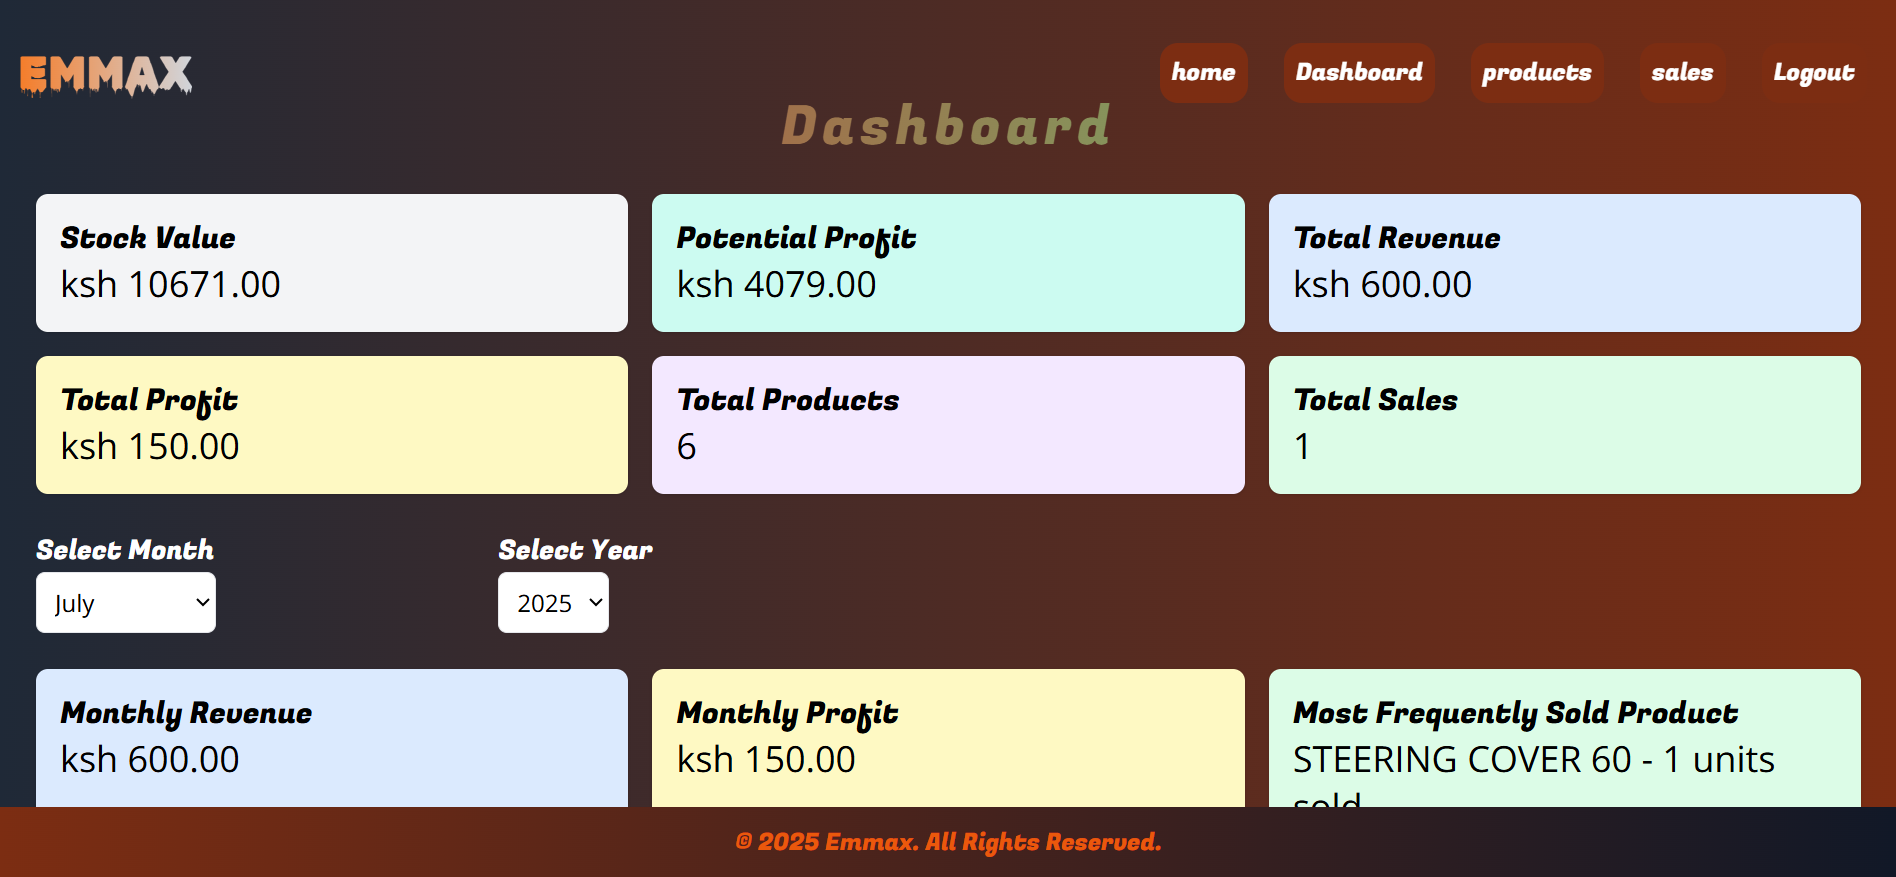 EMMAX
home Dashboard products sales Logout
Dashboard
Stock Value
ksh 10671.00
Potential Profit
ksh 4079.00
Total Revenue
ksh 600.00
Total Profit
ksh 150.00
Total Products
6
Total Sales
1
Select Month
July
Select Year
2025
Monthly Revenue
ksh 600.00
Monthly Profit
ksh 150.00
Most Frequently Sold Product
STEERING COVER 60 - 1 units
sold
© 2025 Emmax. All Rights Reserved.